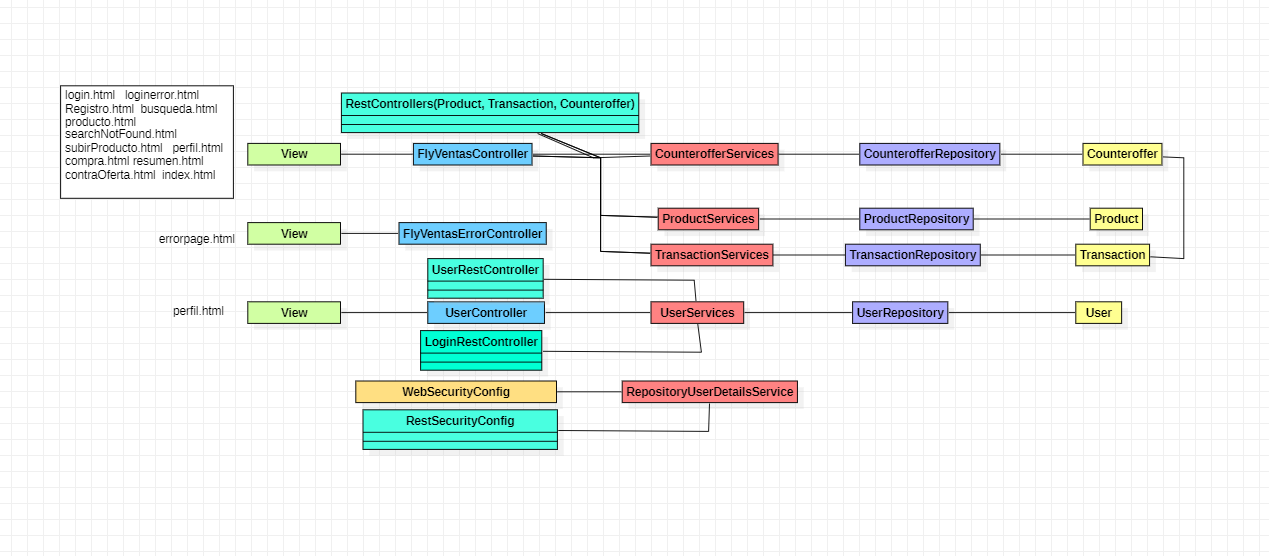 login.html loginerror.html
Registro.html busqueda.html
producto.html
searchNotFound.html
subirProducto.html perfil.html
compra.html resumen.html
contraOferta.html index.html
RestControllers(Product, Transaction, Counteroffer)
View
FlyVentasController
CounterofferServices
CounterofferRepository
Counteroffer
ProductServices
ProductRepository
Product
errorpage.html
View
FlyVentasErrorController
TransactionServices
TransactionRepository
Transaction
UserRestController
perfil.html
View
UserController
UserServices
UserRepository
User
LoginRestController
WebSecurityConfig
RepositoryUserDetailsService
RestSecurityConfig